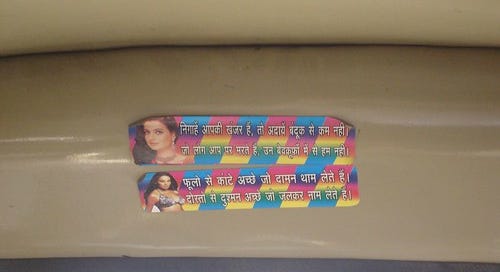 निगाहें आपकी खंजर हैं, तो अदायें बंदूक से कम नहीं।
जो लोग आप पर मरते हैं, उन बेवकूफों में से हम नहीं।
फूलो से कांटे अच्छे जो दामन थाम लेते हैं।
दोस्तों से दुश्मन अच्छे जो जलकर नाम लेते हैं।